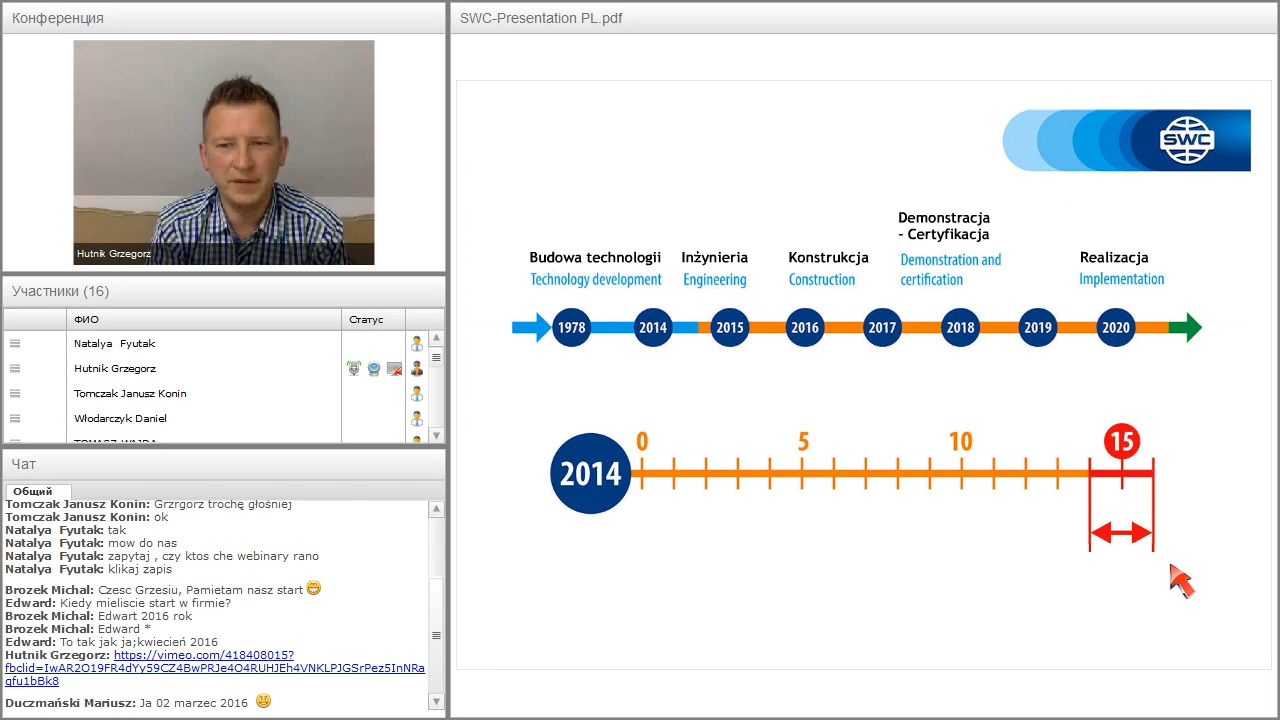 Конференция
Hutnik Grzegorz
Участники (16)
ФИО
Статус
Natalya Fyutak
Hutnik Grzegorz
Tomczak Janusz Konin
Włodarczyk Daniel
Чат
Общий
Tomczak Janusz Konin: Grzrgorz trochę głośniej
Tomczak Janusz Konin: ok
Natalya Fyutak: tak
Natalya Fyutak: mow do nas
Natalya Fyutak: zapytaj , czy ktos che webinary rano
Natalya Fyutak: klikaj zapis
Brozek Michal: Czesc Grzesiu, Pamietam nasz start
Edward: Kiedy mieliscie start w firmie?
Brozek Michal: Edwart 2016 rok
Brozek Michal: Edward *
Edward: To tak jak ja;kwiecień 2016
Hutnik Grzegorz: https://vimeo.com/418408015?
fbclid=IwAR2O19FR4dYy59CZ4BwPRJe4O4RUHJEh4VNKLPJGSrPez5InNRa
qfu1bBk8
Duczmański Mariusz: Ja 02 marzec 2016
SWC-Presentation PL.pdf
SWC
Budowa technologii
Technology development
Inżynieria
Engineering
Konstrukcja
Construction
Demonstracja
- Certyfikacja
Demonstration and
certification
Realizacja
Implementation
1978 2014 2015 2016 2017 2018 2019 2020
0 5 10 15
2014